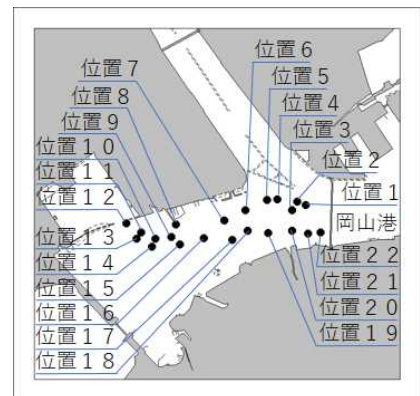 位置７
位置８
位置９
位置１０
位置１１
位置１２
位置１３
位置１４
位置１５
位置１６
位置１７
位置１８
位置６
位置５
位置４
位置３
位置２
位置１
岡山港
位置２２
位置２１
位置２０
位置１９